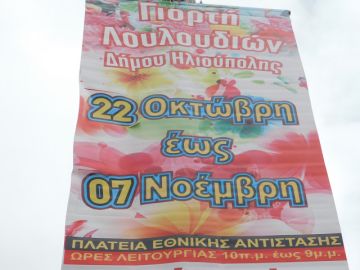 Γιορτή
Λουλουδιών
Δήμου Ηλιούπολης
22 Οκτώβρη
έως
07 Νοέμβρη
ΠΛΑΤΕΙΑ ΕΘΝΙΚΗΣ ΑΝΤΙΣΤΑΣΗΣ
ΩΡΕΣ ΛΕΙΤΟΥΡΓΙΑΣ 10π.μ. έως 9μ.μ.